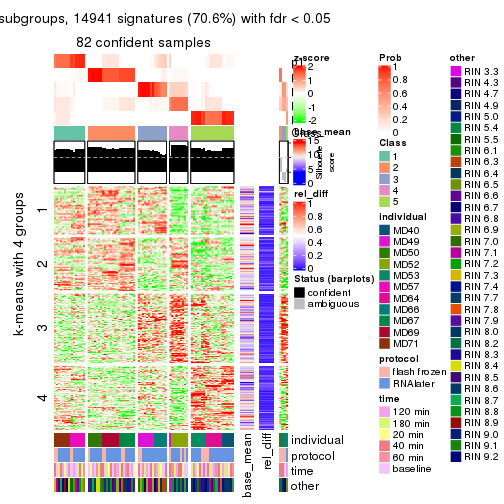 subgroups, 14941 signatures (70.6%) with fdr < 0.05
82 confident samples
k-means with 4 groups
1
2
3
4
base_mean
rel_diff
individual
protocol
time
other
z-score
2
1
0
-1
-2
base_mean
15
10
5
0
silhouette
score
rel_diff
1
0.8
0.6
0.4
0.2
0
Status (barplots)
confident
ambiguous
Prob
1
0.8
0.6
0.4
0.2
0
Class
1
2
3
4
5
individual
MD40
MD49
MD50
MD52
MD53
MD57
MD64
MD66
MD67
MD69
MD71
protocol
flash frozen
RNAlater
time
120 min
180 min
20 min
40 min
60 min
baseline
other
RIN 3.3
RIN 4.3
RIN 4.7
RIN 4.9
RIN 5.0
RIN 5.4
RIN 5.5
RIN 6.1
RIN 6.3
RIN 6.4
RIN 6.5
RIN 6.6
RIN 6.7
RIN 6.8
RIN 6.9
RIN 7.0
RIN 7.1
RIN 7.2
RIN 7.3
RIN 7.4
RIN 7.7
RIN 7.8
RIN 7.9
RIN 8.0
RIN 8.2
RIN 8.3
RIN 8.4
RIN 8.5
RIN 8.6
RIN 8.7
RIN 8.8
RIN 8.9
RIN 9.0
RIN 9.1
RIN 9.2